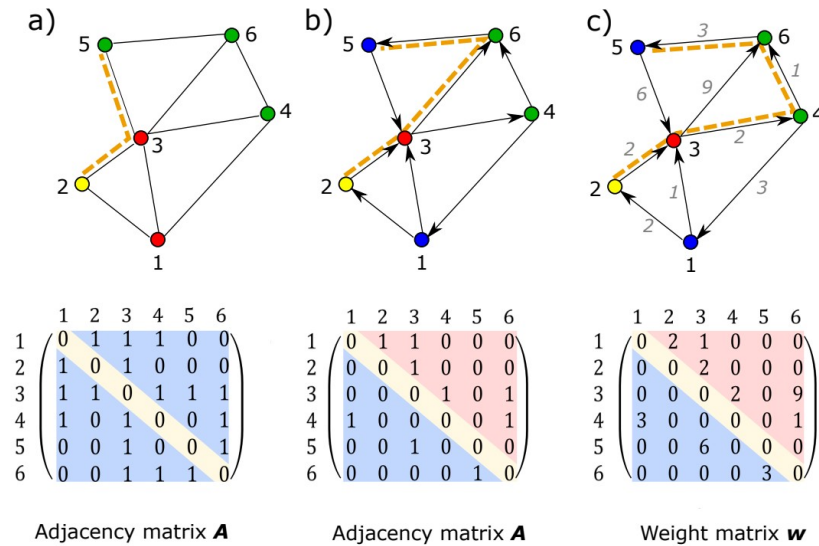 a)
b)
c)
5
6
4
3
2
1
5
6
4
3
2
1
5
3
6
1
9
6
4
2
3
2
3
1
2
2
1
1 2 3 4 5 6
1 0 1 1 1 0 0
2 1 0 1 0 0 0
3 1 1 0 1 1 1
4 1 0 1 0 0 1
5 0 0 1 0 0 1
6 0 0 1 1 1 0
1 2 3 4 5 6
1 0 1 1 0 0 0
2 0 0 1 0 0 0
3 0 0 0 1 0 1
4 1 0 0 0 0 1
5 0 0 1 0 0 0
6 0 0 0 0 1 0
1 2 3 4 5 6
1 0 2 1 0 0 0
2 0 0 2 0 0 0
3 0 0 0 2 0 9
4 3 0 0 0 0 1
5 0 0 6 0 0 0
6 0 0 0 0 3 0
Adjacency matrix A
Adjacency matrix A
Weight matrix w